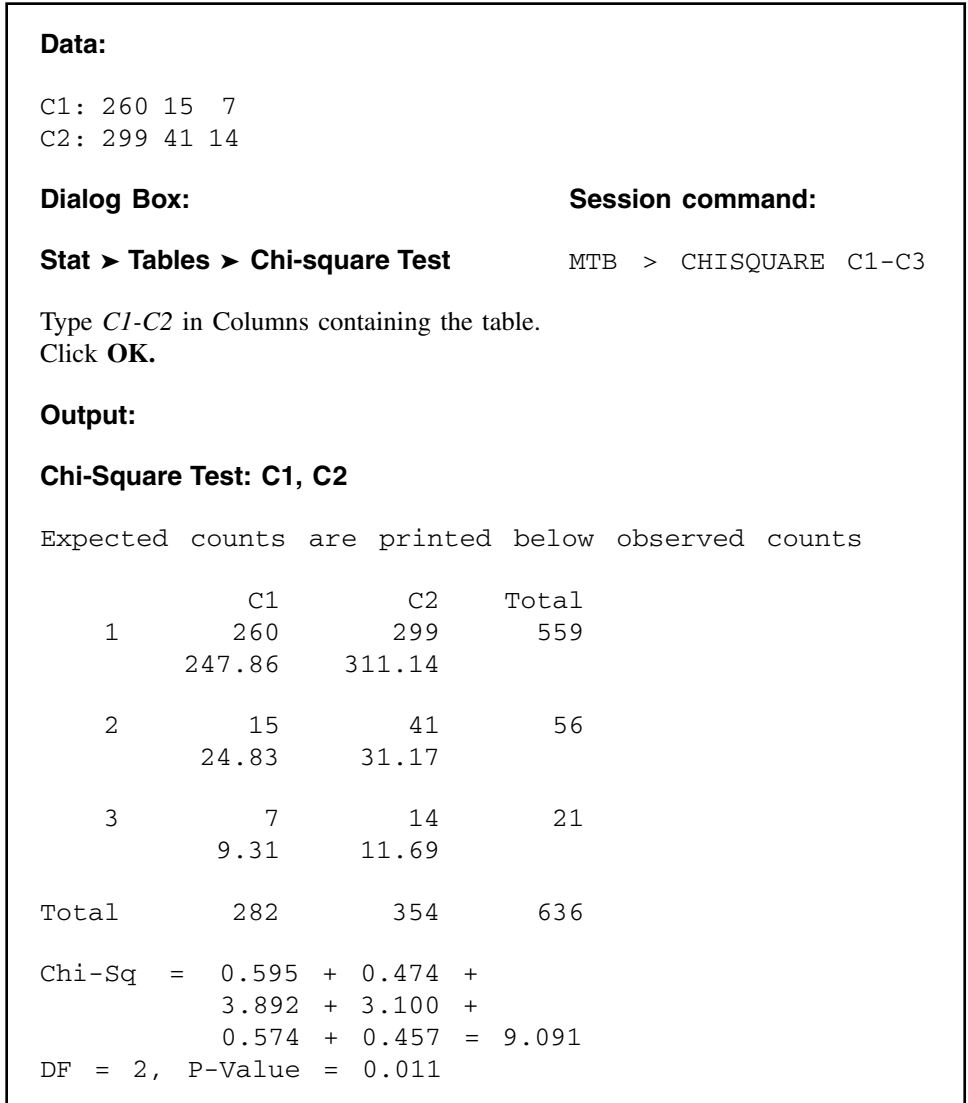 Data:
C1: 260 15 7
C2: 299 41 14
Dialog Box: Session command:
Stat ➤ Tables ➤ Chi-square Test MTB > CHISQUARE C1-C3
Type C1-C2 in Columns containing the table.
Click OK.
Output:
Chi-Square Test: C1, C2
Expected counts are printed below observed counts
C1 C2 Total
1 260 299 559
247.86 311.14
2 15 41 56
24.83 31.17
3 7 14 21
9.31 11.69
Total 282 354 636
Chi-Sq = 0.595 + 0.474 +
3.892 + 3.100 +
0.574 + 0.457 = 9.091
DF = 2, P-Value = 0.011